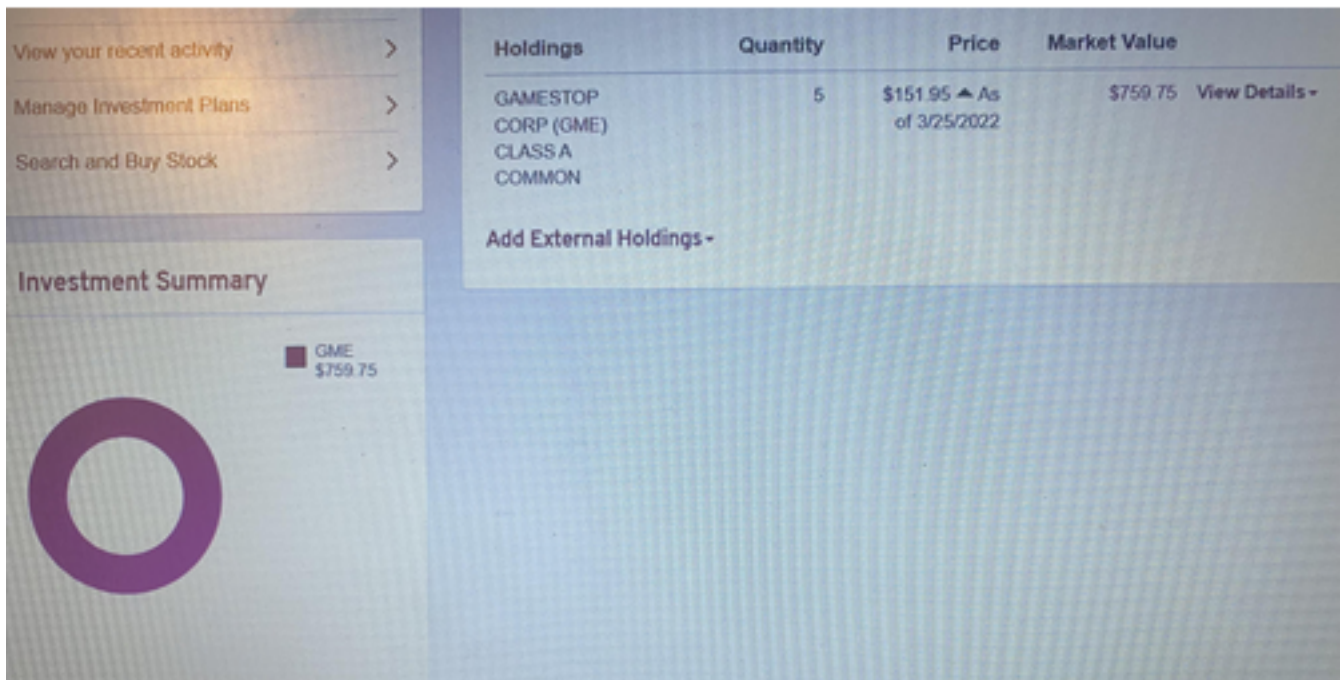 View your recent activity
Manage Investment Plans
Search and Buy Stock
Investment Summary
GME
$759.75
Holdings Quantity Price Market Value
GAMESTOP 5 $151.95 ▲ As $759.75 View Details
CORP (GME) of 3/25/2022
CLASS A
COMMON
Add External Holdings